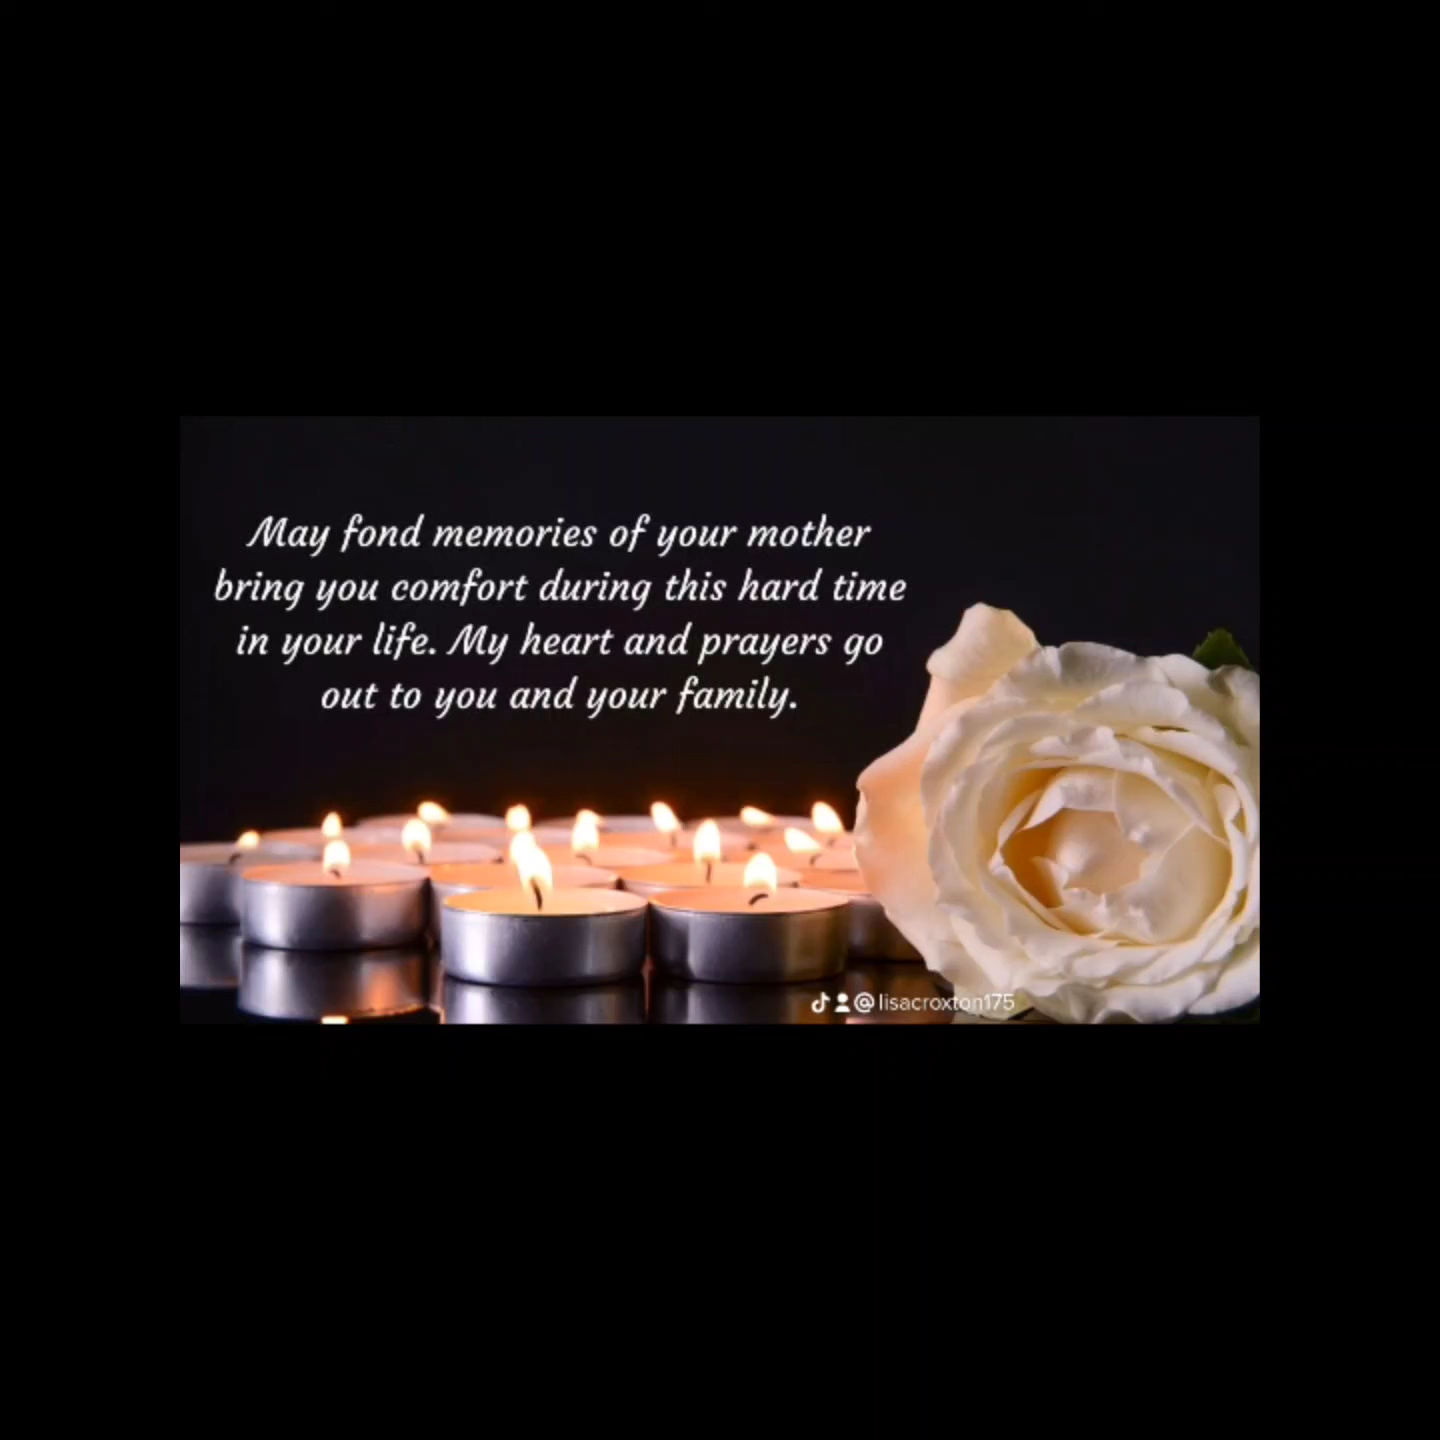 May fond memories of your mother
bring you comfort during this hard time
in your life. My heart and prayers go
out to you and your family.
@lisacroxton175